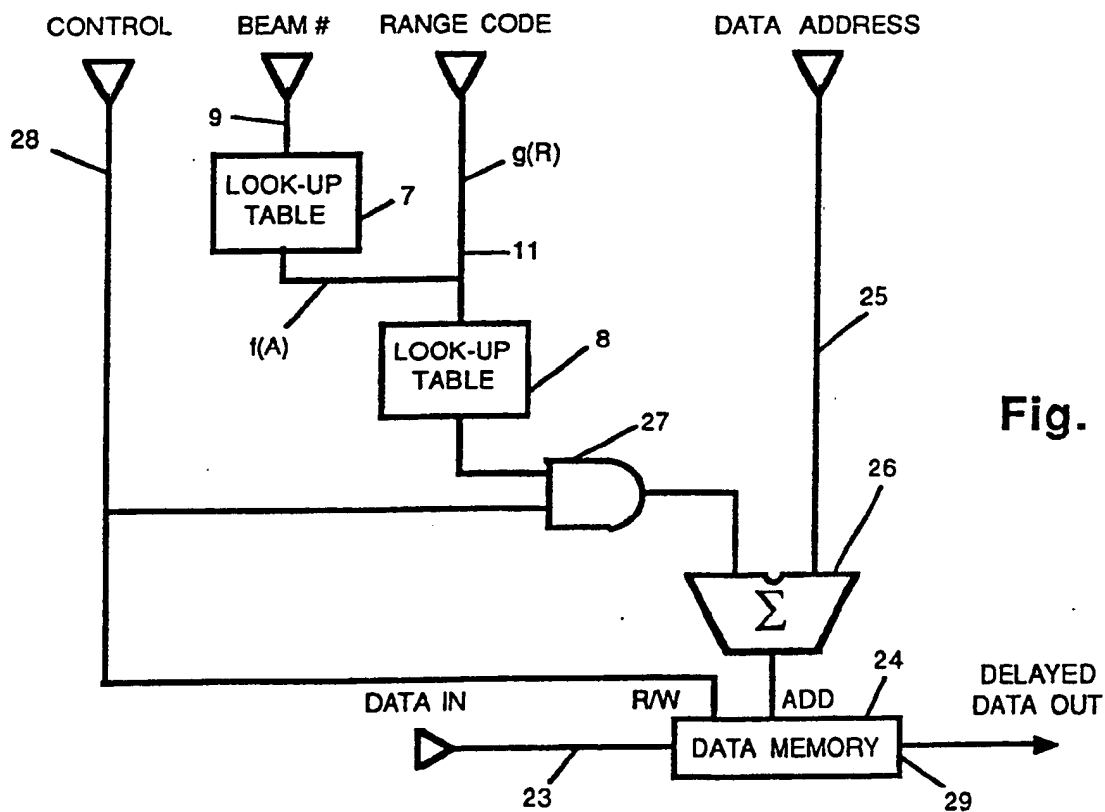 CONTROL
BEAM #
RANGE CODE
DATA ADDRESS
28
9
g(R)
LOOK-UP
TABLE
7
11
25
f(A)
LOOK-UP
TABLE
8
Fig.
27
26
Σ
24
DELAYED
DATA OUT
DATA IN
R/W
ADD
DATA MEMORY
23
29